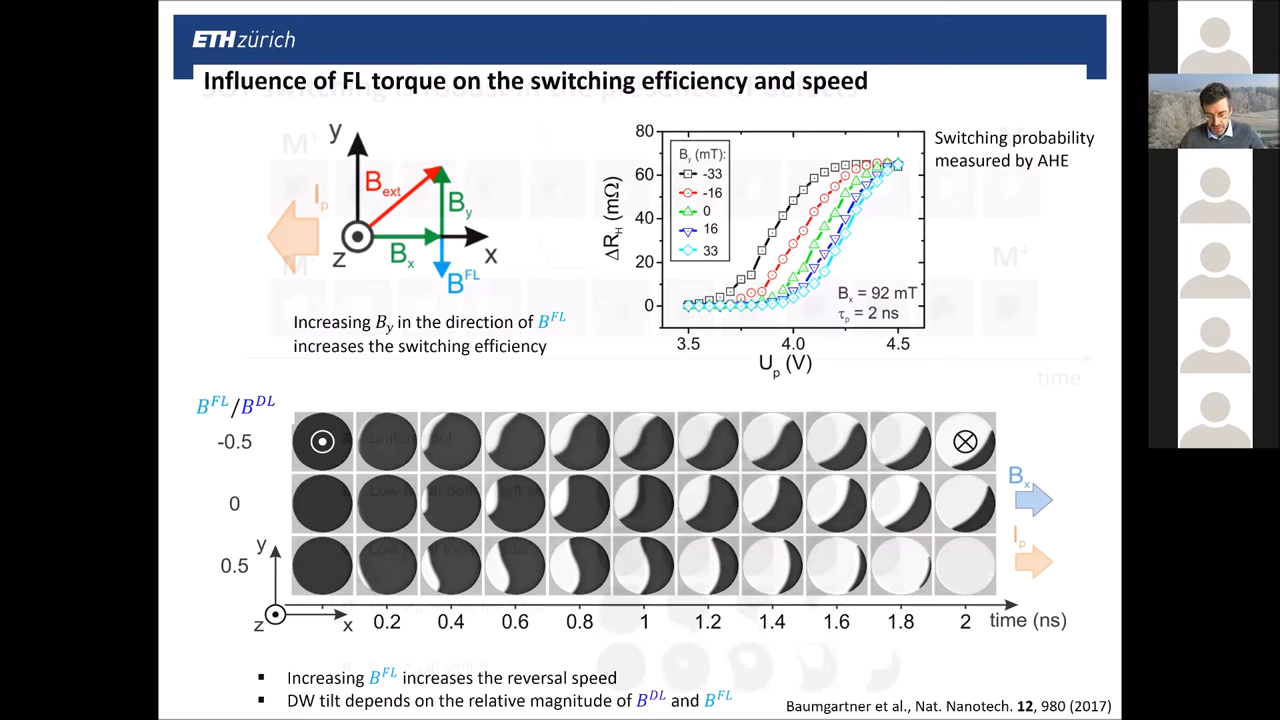 ETH zürich
Influence of FL torque on the switching efficiency and speed
y
B_ext
I_p
B_y
z
B_x
x
B^FL
Increasing B_y in the direction of B^FL
increases the switching efficiency
80
60
40
20
0
ΔR_H (mΩ)
B_y (mT):
-33
-16
0
16
33
B_x = 92 mT
τ_p = 2 ns
3.5
4.0
4.5
U_p (V)
Switching probability
measured by AHE
M⁺
M⁺
time
B^FL/B^DL
-0.5
0
0.5
B_x
I_p
y
z
x
0.2
0.4
0.6
0.8
1
1.2
1.4
1.6
1.8
2
time (ns)
▪ Increasing B^FL increases the reversal speed
▪ DW tilt depends on the relative magnitude of B^DL and B^FL
Baumgartner et al., Nat. Nanotech. 12, 980 (2017)